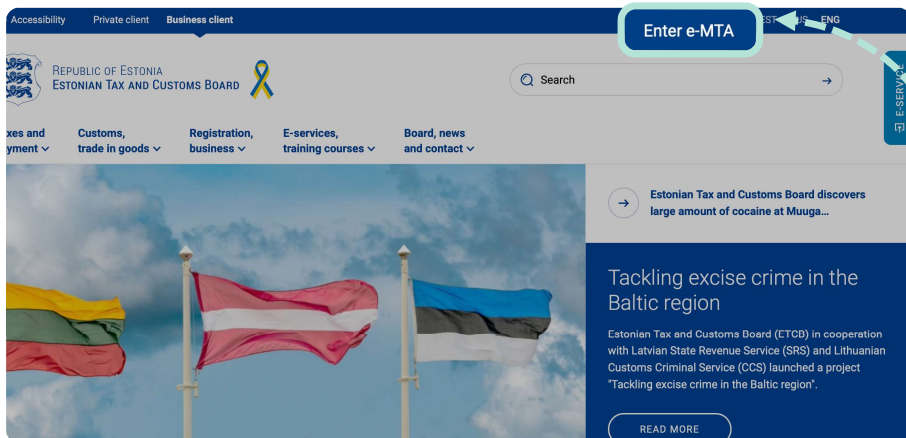 Accessibility Private client Business client
Enter e-MTA
EST ENG
REPUBLIC OF ESTONIA
ESTONIAN TAX AND CUSTOMS BOARD
Search
E-SERVICE
xes and Customs, Registration, E-services, Board, news
yment trade in goods business training courses and contact
Estonian Tax and Customs Board discovers
large amount of cocaine at Muuga...
Tackling excise crime in the
Baltic region
Estonian Tax and Customs Board (ETCB) in cooperation
with Latvian State Revenue Service (SRS) and Lithuanian
Customs Criminal Service (CCS) launched a project
"Tackling excise crime in the Baltic region".
READ MORE